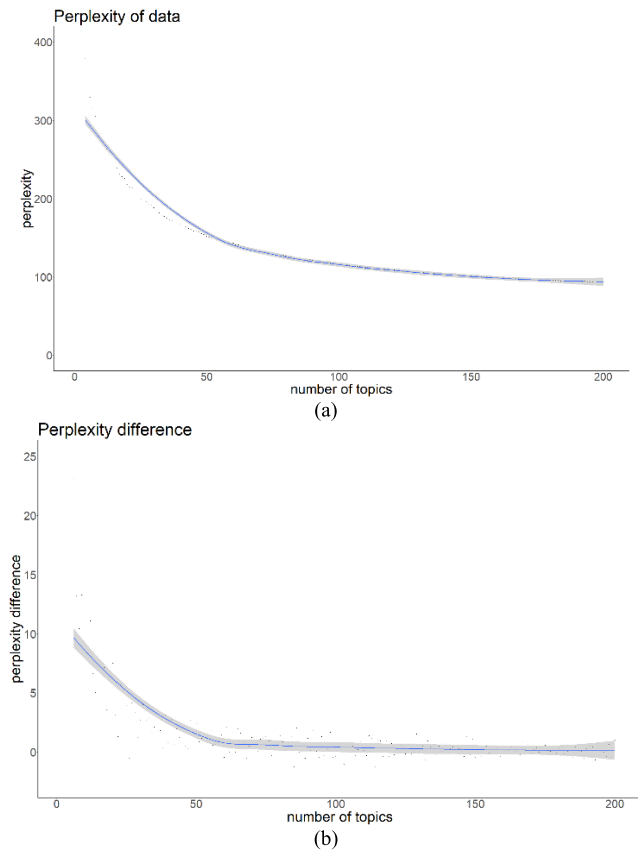 Perplexity of data
400
300
200
100
0
perplexity
0 50 100 150 200
number of topics
(a)
Perplexity difference
25
20
15
10
5
0
perplexity difference
0 50 100 150 200
number of topics
(b)